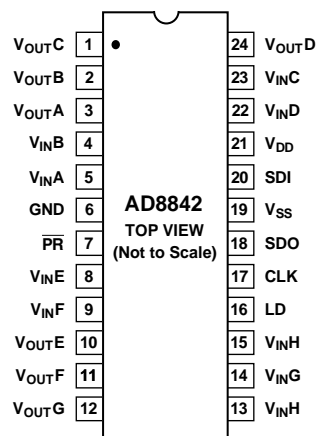 VOUTC 1 24 VOUTD
VOUTB 2 23 VINC
VOUTA 3 22 VIND
VINB 4 21 VDD
VINA 5 20 SDI
GND 6 AD8842 19 VSS
TOP VIEW
PR 7 (Not to Scale) 18 SDO
VINE 8 17 CLK
VINF 9 16 LD
VOUTE 10 15 VINH
VOUTF 11 14 VING
VOUTG 12 13 VINH